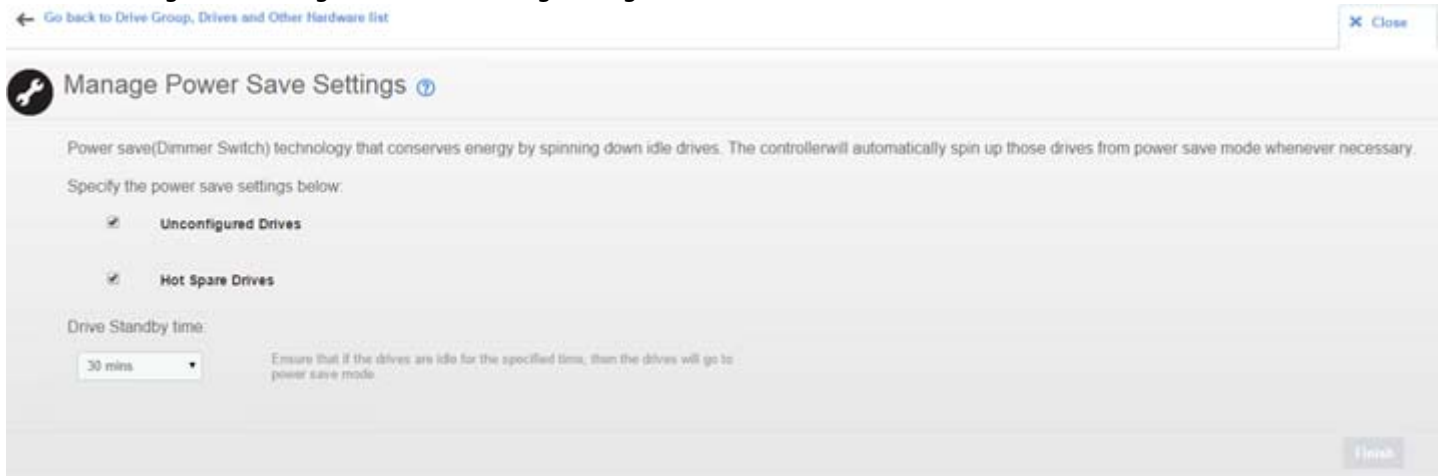 Go back to Drive Group, Drives and Other Hardware list
Close
Manage Power Save Settings
Power save(Dimmer Switch) technology that conserves energy by spinning down idle drives. The controllerwill automatically spin up those drives from power save mode whenever necessary.
Specify the power save settings below:
Unconfigured Drives
Hot Spare Drives
Drive Standby time:
30 mins
Ensure that if the drives are idle for the specified time, then the drives will go to
power save mode
Finish